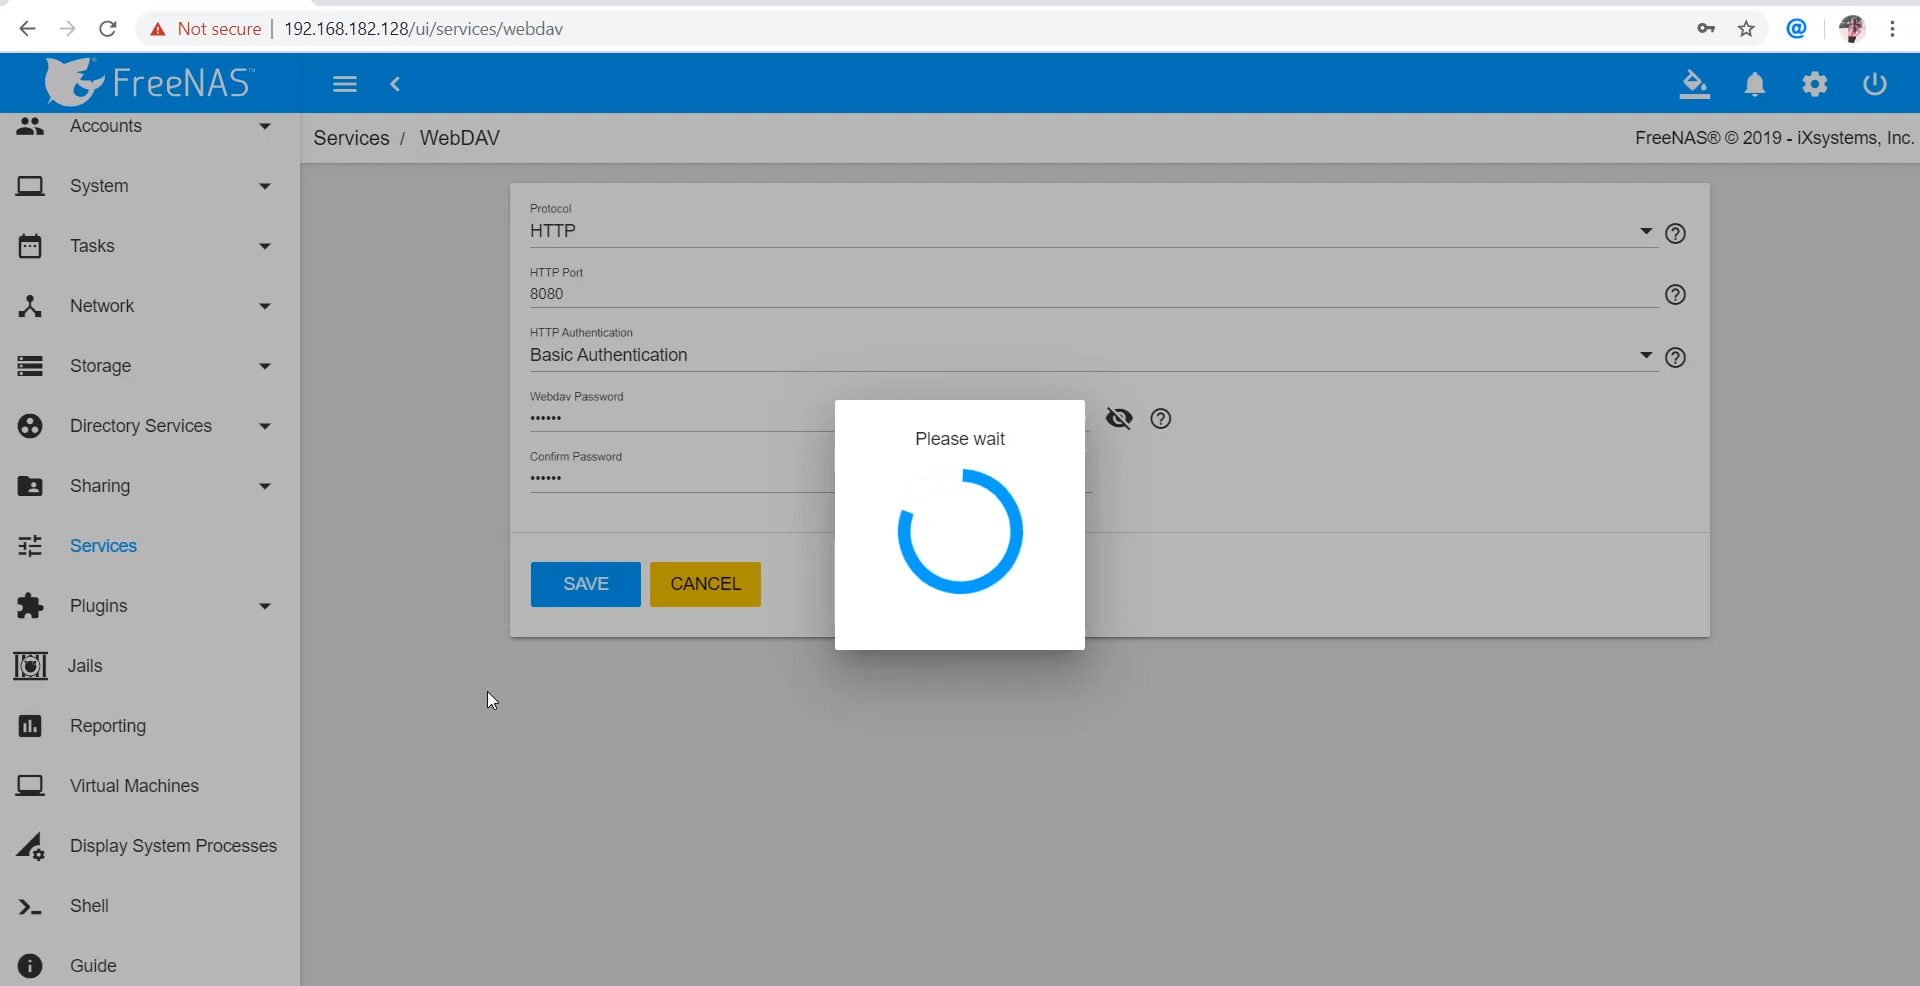 Not secure | 192.168.182.128/ui/services/webdav
FreeNAS™
Accounts
System
Tasks
Network
Storage
Directory Services
Sharing
Services
Plugins
Jails
Reporting
Virtual Machines
Display System Processes
Shell
Guide
Services / WebDAV
FreeNAS® © 2019 - iXsystems, Inc.
Protocol
HTTP
HTTP Port
8080
HTTP Authentication
Basic Authentication
Webdav Password
••••••
Confirm Password
••••••
SAVE CANCEL
Please wait